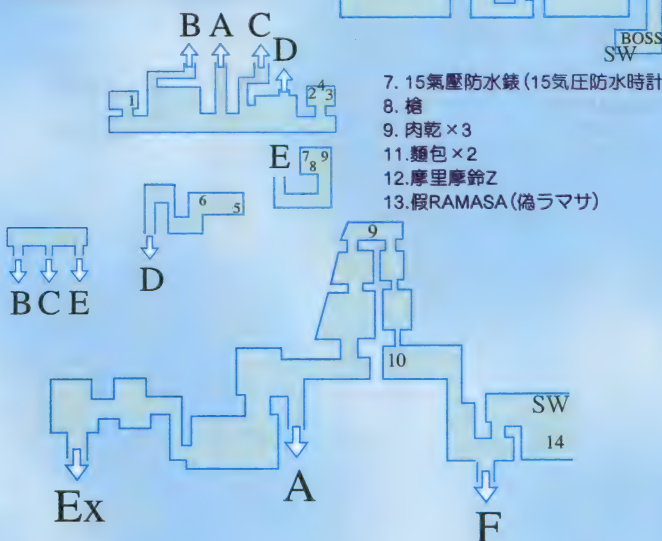 BOSS
SW
B A C D
1
2 4 3
7. 15氣壓防水錶(15気圧防水時計
8. 槍
9. 肉乾×3
11.麵包×2
12.摩里摩鈴Z
13.假RAMASA(偽ラマサ)
E
7 9
8
6
5
D
B C E
9
10
SW
14
Ex
A
F